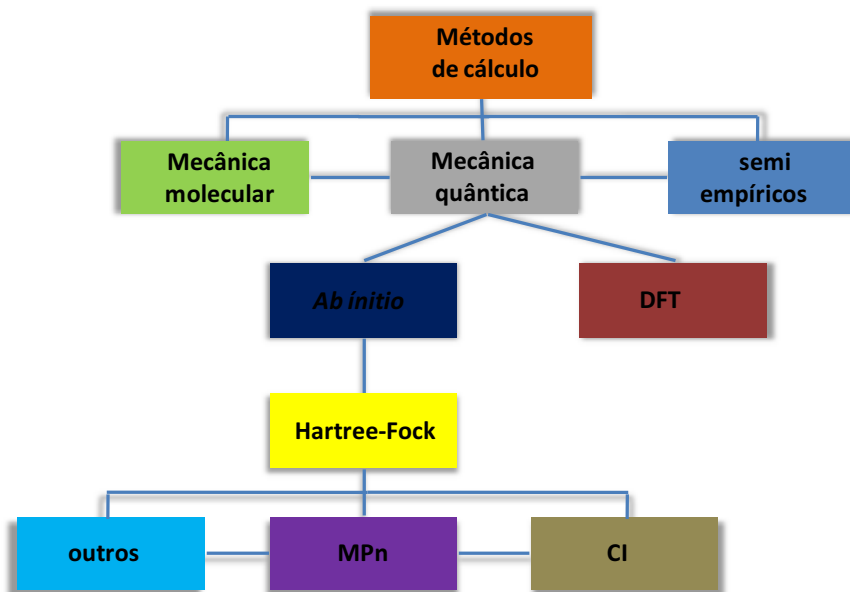 Métodos
de cálculo
Mecânica
molecular
Mecânica
quântica
semi
empíricos
Ab ínitio
DFT
Hartree-Fock
outros
MPn
CI